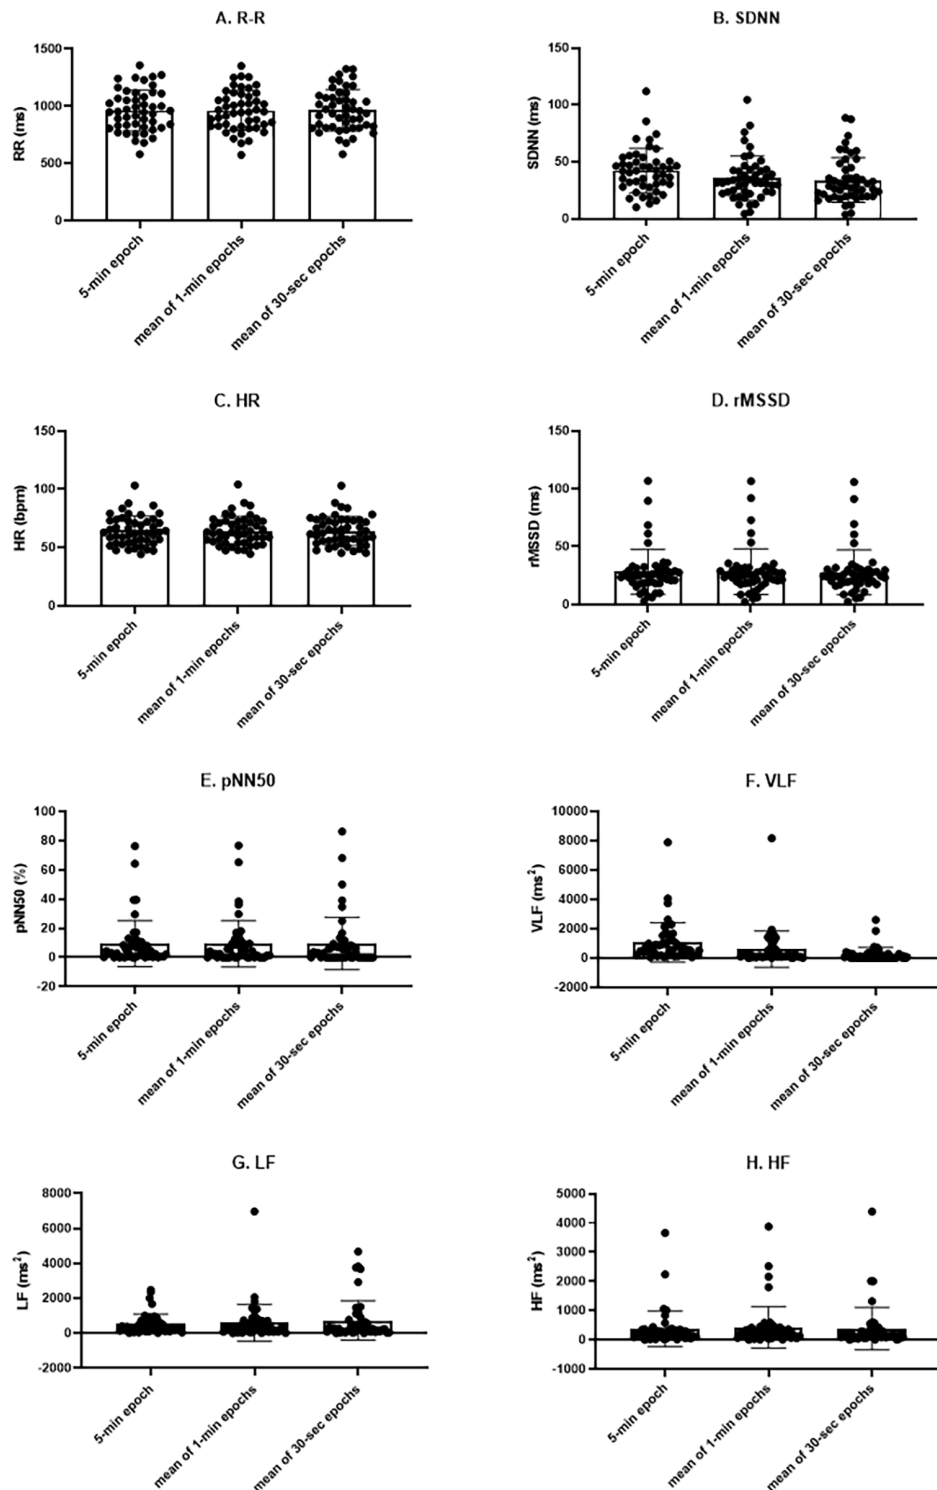 A. R-R
RR (ms)
1500
1000
500
0
5-min epoch
mean of 1-min epochs
mean of 30-sec epochs
B. SDNN
SDNN (ms)
150
100
50
0
5-min epoch
mean of 1-min epochs
mean of 30-sec epochs
C. HR
HR (bpm)
150
100
50
0
5-min epoch
mean of 1-min epochs
mean of 30-sec epochs
D. rMSSD
rMSSD (ms)
150
100
50
0
5-min epoch
mean of 1-min epochs
mean of 30-sec epochs
E. pNN50
pNN50 (%)
100
80
60
40
20
0
-20
5-min epoch
mean of 1-min epochs
mean of 30-sec epochs
F. VLF
VLF (ms²)
10000
8000
6000
4000
2000
0
-2000
5-min epoch
mean of 1-min epochs
mean of 30-sec epochs
G. LF
LF (ms²)
8000
6000
4000
2000
0
-2000
5-min epoch
mean of 1-min epochs
mean of 30-sec epochs
H. HF
HF (ms²)
5000
4000
3000
2000
1000
0
-1000
5-min epoch
mean of 1-min epochs
mean of 30-sec epochs